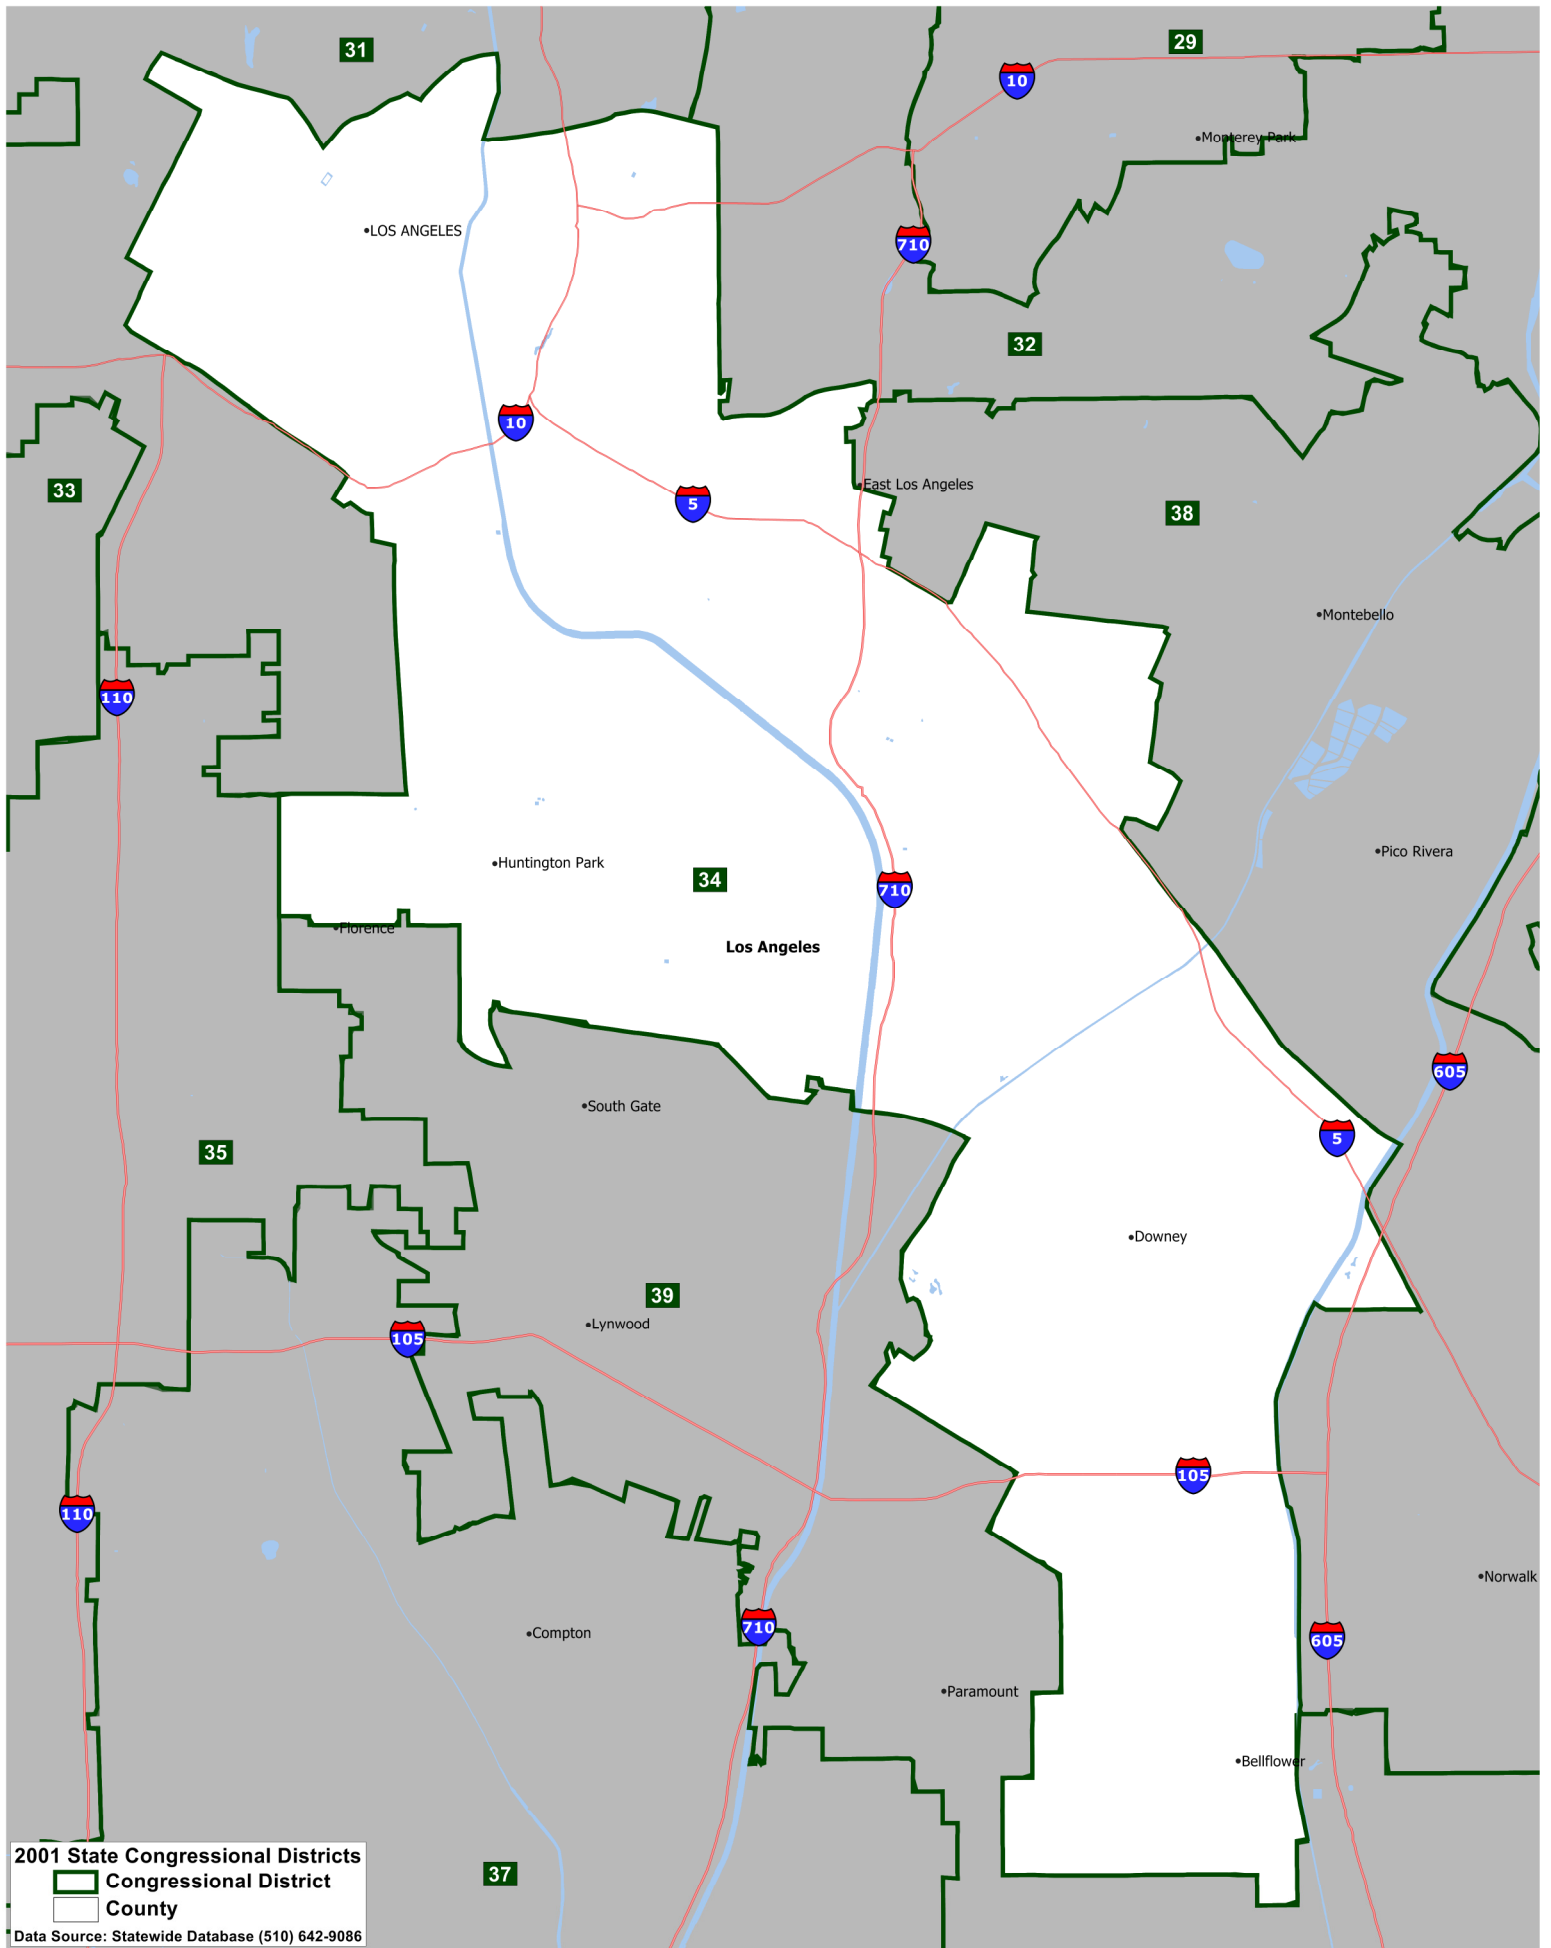 31
29
10
Monterey Park
LOS ANGELES
710
32
10
33
5
East Los Angeles
38
Montebello
110
Pico Rivera
Huntington Park
34
710
Florence
Los Angeles
605
South Gate
5
35
Downey
39
Lynwood
105
105
110
Norwalk
710
Compton
605
Paramount
Bellflower
2001 State Congressional Districts
Congressional District
37
County
Data Source: Statewide Database (510) 642-9086